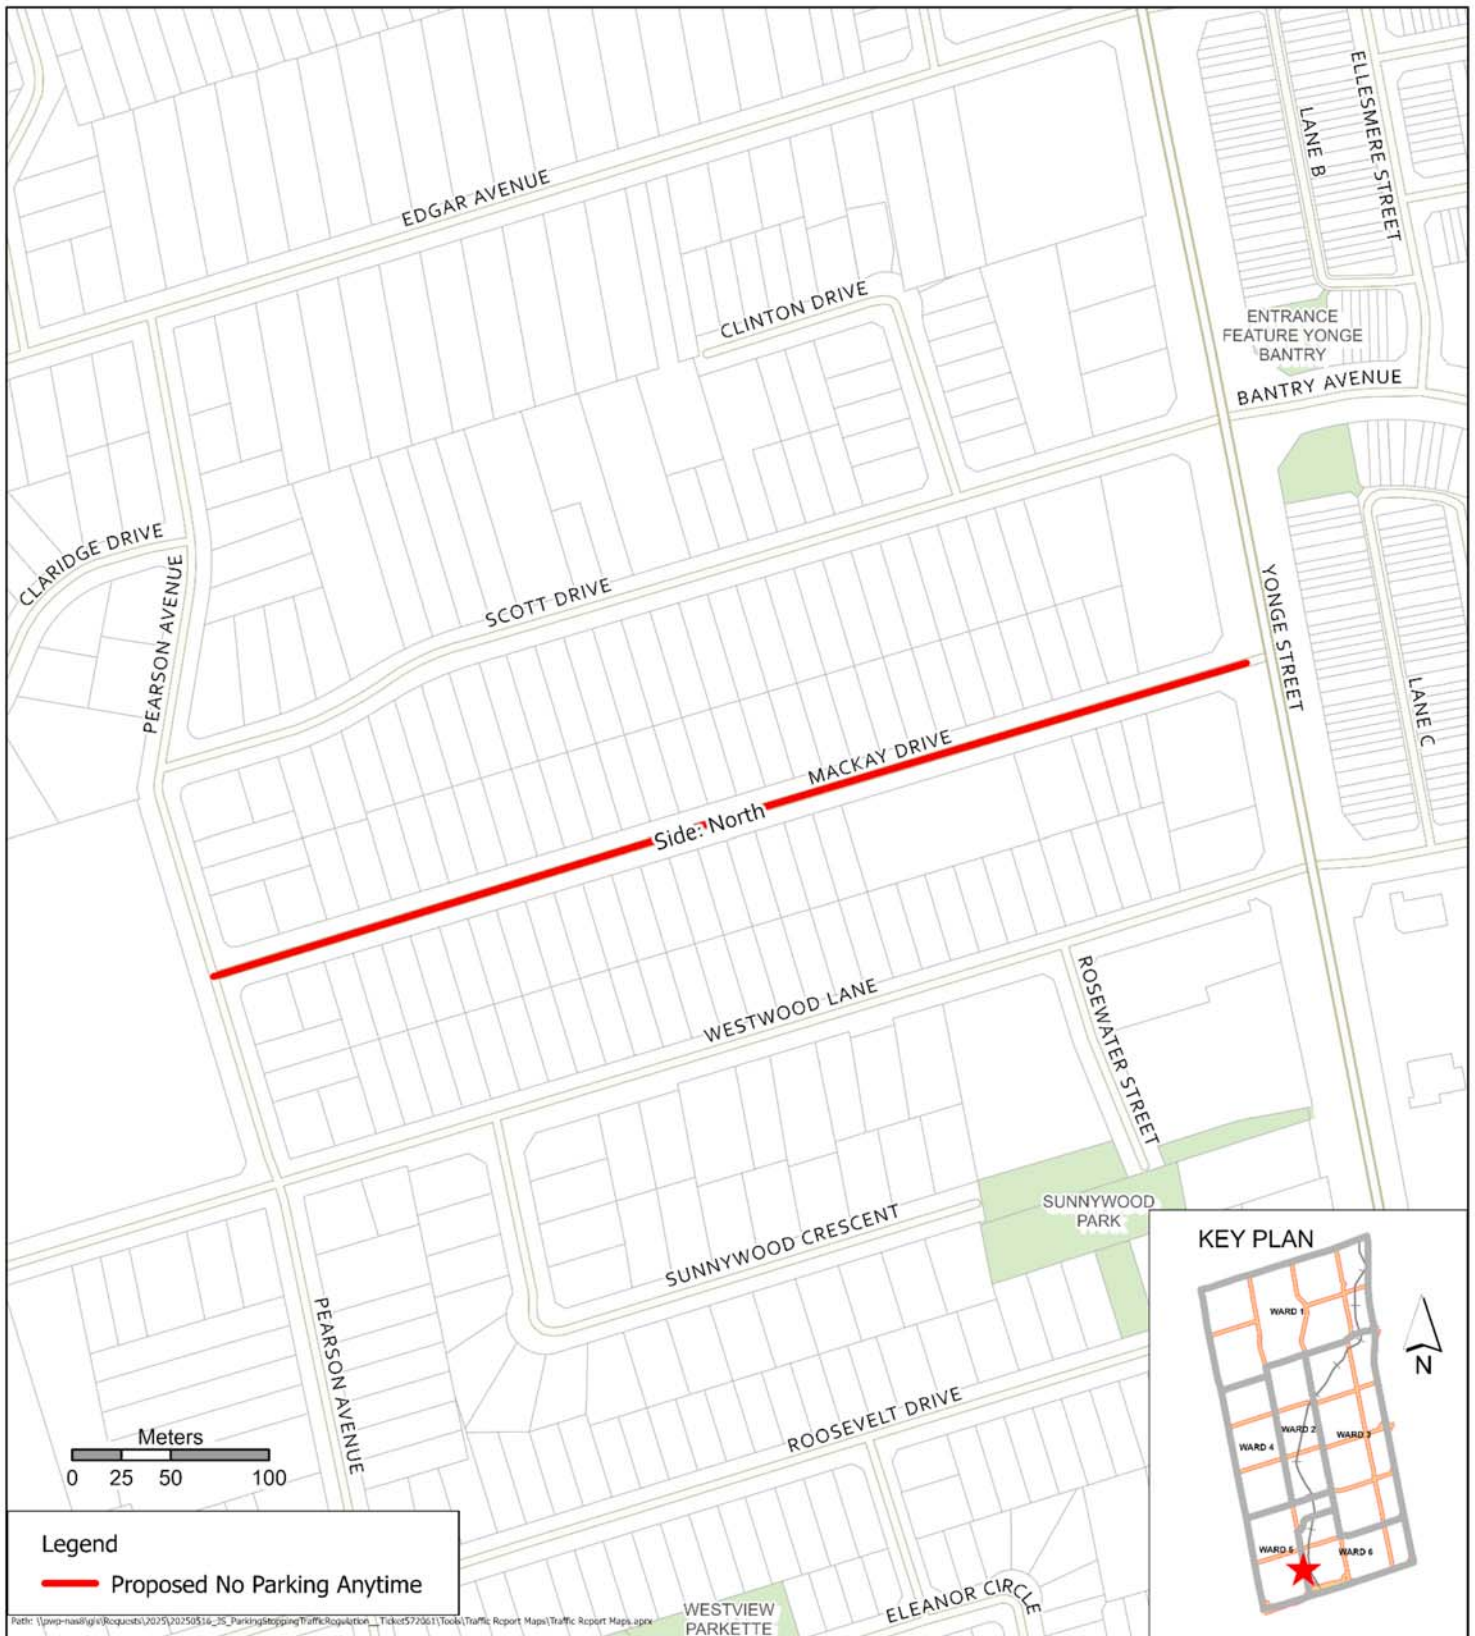 ELLESMERE STREET
LANE B
EDGAR AVENUE
CLINTON DRIVE
ENTRANCE
FEATURE YONGE
BANTRY
BANTRY AVENUE
CLARIDGE DRIVE
PEARSON AVENUE
SCOTT DRIVE
YONGE STREET
LANE C
MACKAY DRIVE
Side: North
WESTWOOD LANE
ROSEWATER STREET
SUNNYWOOD
PARK
SUNNYWOOD CRESCENT
PEARSON AVENUE
ROOSEVELT DRIVE
KEY PLAN
WARD 1
N
WARD 2
WARD 3
WARD 4
WARD 5
WARD 6
Meters
0 25 50 100
Legend
Proposed No Parking Anytime
WESTVIEW
PARKETTE
ELEANOR CIRCLE